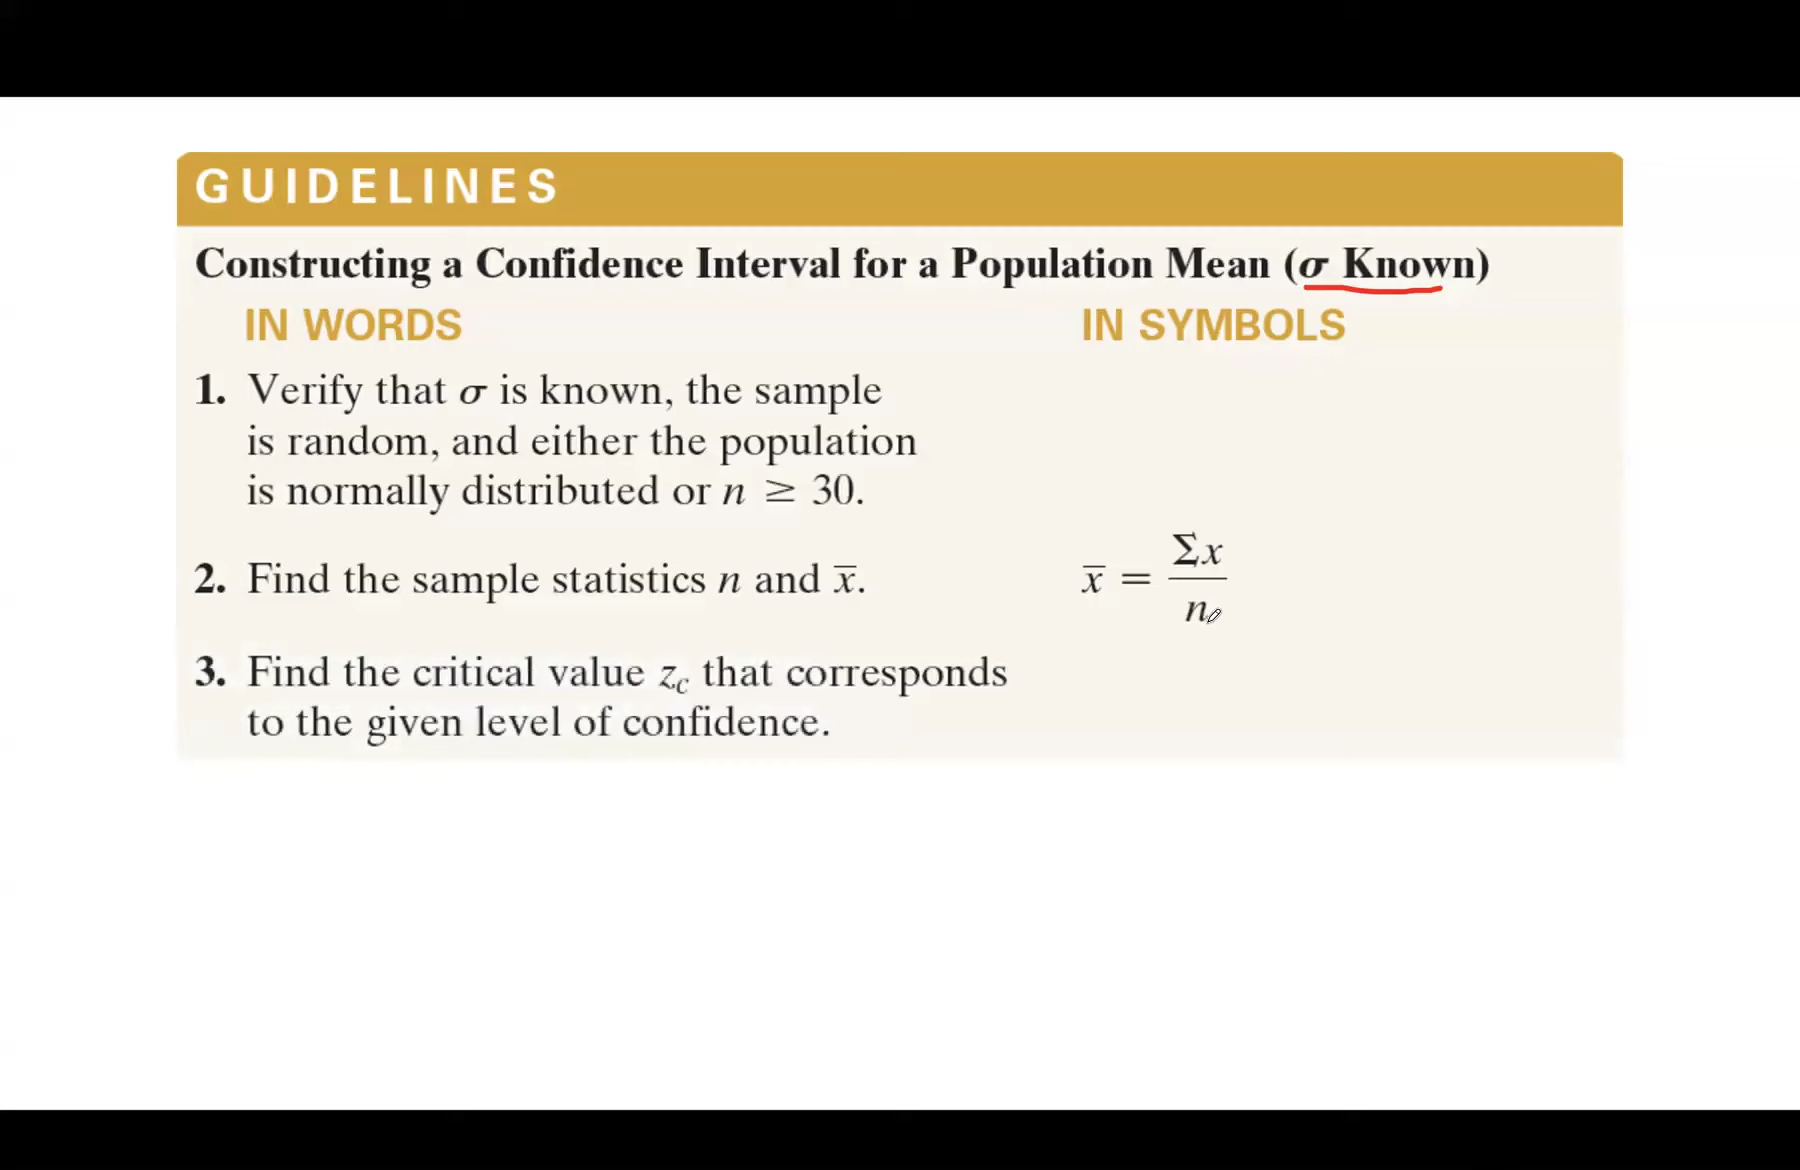 GUIDELINES
Constructing a Confidence Interval for a Population Mean (σ Known)
IN WORDS IN SYMBOLS
1. Verify that σ is known, the sample
is random, and either the population
is normally distributed or n ≥ 30.
2. Find the sample statistics n and x̅. x̅ = Σx / n
3. Find the critical value z_c that corresponds
to the given level of confidence.